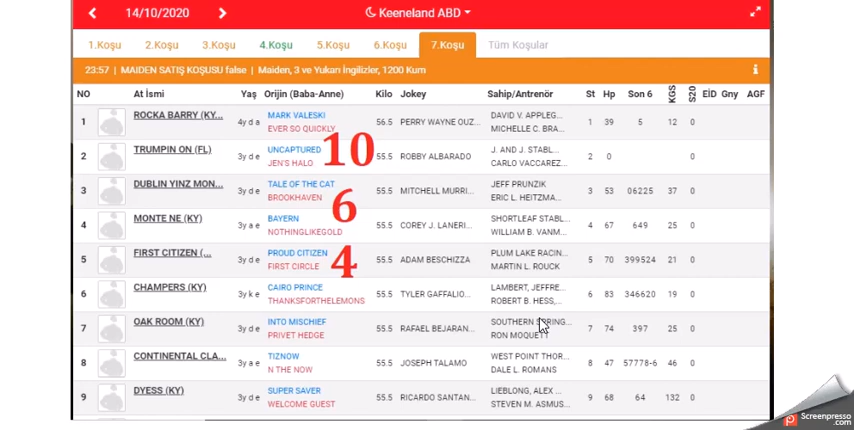 14/10/2020 Keeneland ABD
1.Koşu 2.Koşu 3.Koşu 4.Koşu 5.Koşu 6.Koşu 7.Koşu Tüm Koşular
23:57 | MAIDEN SATIŞ KOŞUSU false | Maiden, 3 ve Yukarı İngilizler, 1200 Kum
NO At İsmi Yaş Orijin (Baba-Anne) Kilo Jokey Sahip/Antrenör St Hp Son 6 KGS S20 EİD Gny AGF
1 ROCKA BARRY (KY... 4y d a MARK VALESKI 56.5 PERRY WAYNE OUZ... DAVID V. APPLEG... 1 39 5 12 0
EVER SO QUICKLY MICHELLE C. BRA...
2 TRUMPIN ON (FL) 3y d e UNCAPTURED 55.5 ROBBY ALBARADO J. AND J. STABL... 2 0 0
JEN'S HALO CARLO VACCAREZ...
10
3 DUBLIN YINZ MON... 3y d e TALE OF THE CAT 55.5 MITCHELL MURRI... JEFF PRUNZIK 3 53 06225 37 0
BROOKHAVEN ERIC L. HEITZMA...
6
4 MONTE NE (KY) 3y a e BAYERN 55.5 COREY J. LANERI... SHORTLEAF STABL... 4 67 649 25 0
NOTHINGLIKEGOLD WILLIAM B. VANM...
5 FIRST CITIZEN (... 3y d e PROUD CITIZEN 55.5 ADAM BESCHIZZA PLUM LAKE RACIN... 5 70 399524 21 0
FIRST CIRCLE MARTIN L. ROUCK
4
6 CHAMPERS (KY) 3y k e CAIRO PRINCE 55.5 TYLER GAFFALIO... LAMBERT, JEFFRE... 6 83 346620 19 0
THANKSFORTHELEMONS ROBERT B. HESS,...
7 OAK ROOM (KY) 3y d e INTO MISCHIEF 55.5 RAFAEL BEJARAN... SOUTHERN SPRING... 7 74 397 25 0
PRIVET HEDGE RON MOQUETT
8 CONTINENTAL CLA... 3y a e TIZNOW 55.5 JOSEPH TALAMO WEST POINT THOR... 8 47 57778-6 46 0
N THE NOW DALE L. ROMANS
9 DYESS (KY) 3y d e SUPER SAVER 55.5 RICARDO SANTAN... LIEBLONG, ALEX ... 9 68 64 132 0
WELCOME GUEST STEVEN M. ASMUS...
Screenpresso
.com